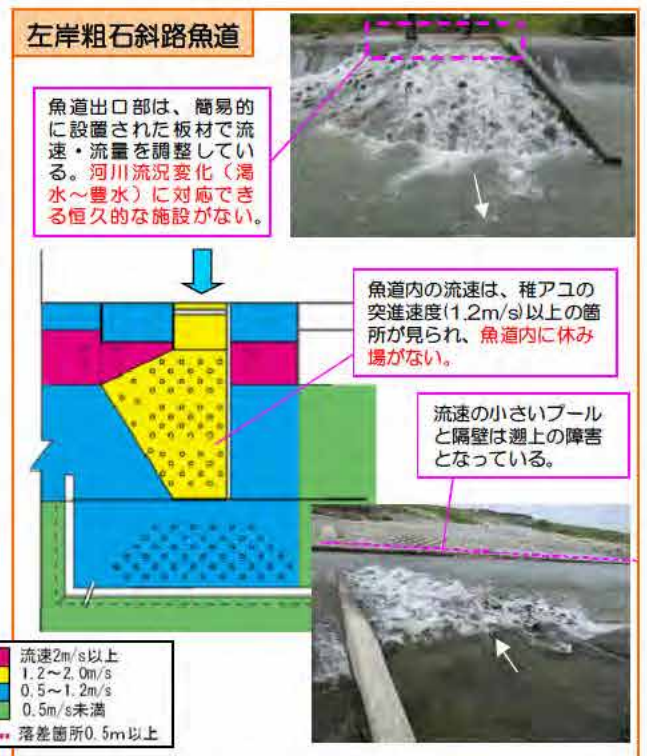 左岸粗石斜路魚道
魚道出口部は、簡易的
に設置された板材で流
速・流量を調整してい
る。河川流況変化（渇
水～豊水）に対応でき
る恒久的な施設がない。
魚道内の流速は、稚アユの
突進速度(1.2m/s)以上の箇
所が見られ、魚道内に休み
場がない。
流速の小さいプール
と隔壁は遡上の障害
となっている。
流速2m/s以上
1.2～2.0m/s
0.5～1.2m/s
0.5m/s未満
落差箇所0.5m以上